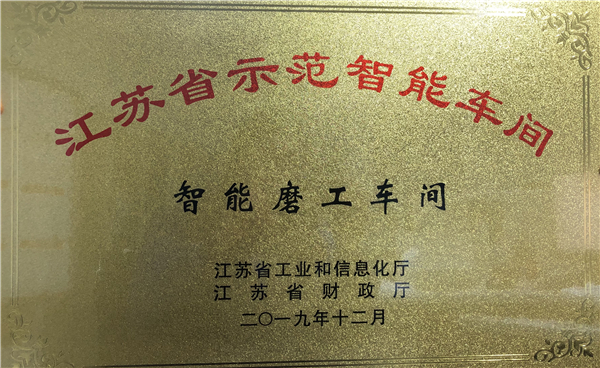 江苏省示范智能车间
智能磨工车间
江苏省工业和信息化厅
江苏省财政厅
二〇一九年十二月